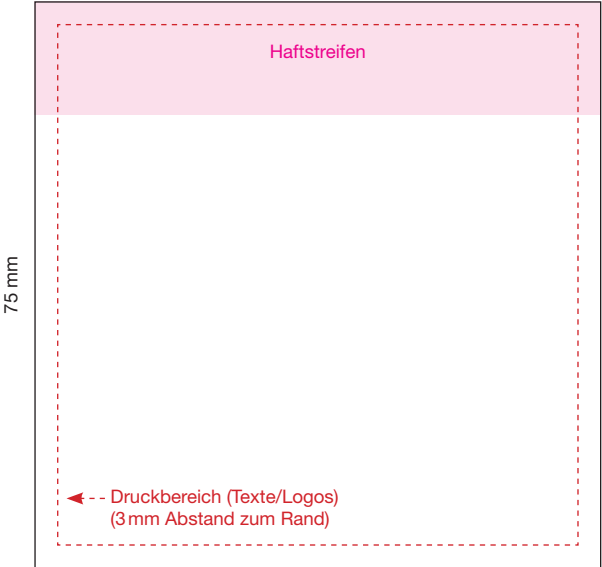 Haftstreifen
75 mm
Druckbereich (Texte/Logos)
(3 mm Abstand zum Rand)